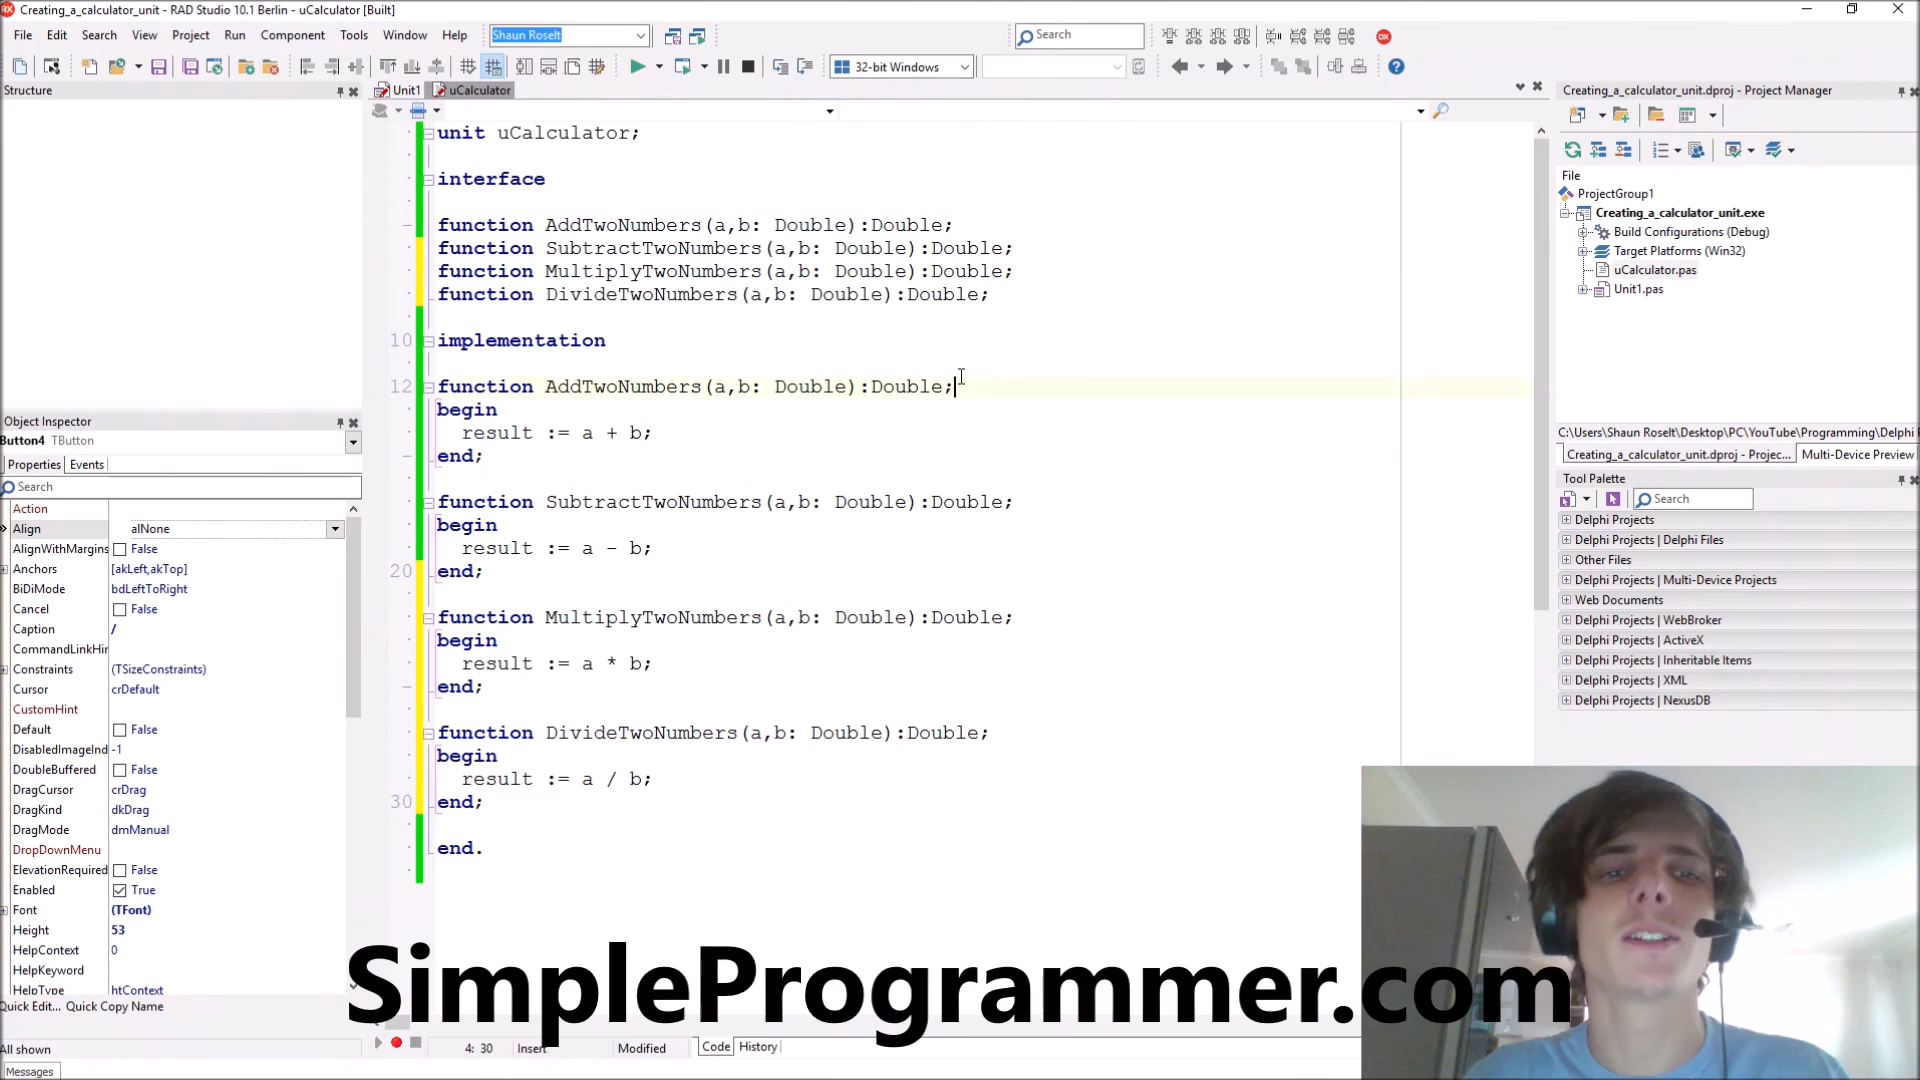 Creating_a_calculator_unit - RAD Studio 10.1 Berlin - uCalculator [Built]
File Edit Search View Project Run Component Tools Window Help Shaun Roselt Search
32-bit Windows
Structure
Unit1 uCalculator
unit uCalculator;
interface
function AddTwoNumbers(a,b: Double):Double;
function SubtractTwoNumbers(a,b: Double):Double;
function MultiplyTwoNumbers(a,b: Double):Double;
function DivideTwoNumbers(a,b: Double):Double;
10 implementation
12 function AddTwoNumbers(a,b: Double):Double;
begin
result := a + b;
end;
function SubtractTwoNumbers(a,b: Double):Double;
begin
result := a - b;
20 end;
function MultiplyTwoNumbers(a,b: Double):Double;
begin
result := a * b;
end;
function DivideTwoNumbers(a,b: Double):Double;
begin
result := a / b;
30 end;
end.
Object Inspector
Button4 TButton
Properties Events
Search
Action
Align alNone
AlignWithMargins False
Anchors [akLeft,akTop]
BiDiMode bdLeftToRight
Cancel False
Caption /
CommandLinkHin
Constraints (TSizeConstraints)
Cursor crDefault
CustomHint
Default False
DisabledImageInd -1
DoubleBuffered False
DragCursor crDrag
DragKind dkDrag
DragMode dmManual
DropDownMenu
ElevationRequired False
Enabled True
Font (TFont)
Height 53
HelpContext 0
HelpKeyword
HelpType htContext
Quick Edit... Quick Copy Name
All shown
Messages
4: 30 Insert Modified Code History
Creating_a_calculator_unit.dproj - Project Manager
File
ProjectGroup1
Creating_a_calculator_unit.exe
Build Configurations (Debug)
Target Platforms (Win32)
uCalculator.pas
Unit1.pas
C:\Users\Shaun Roselt\Desktop\PC\YouTube\Programming\Delphi
Creating_a_calculator_unit.dproj - Projec... Multi-Device Preview
Tool Palette
Search
Delphi Projects
Delphi Projects | Delphi Files
Other Files
Delphi Projects | Multi-Device Projects
Web Documents
Delphi Projects | WebBroker
Delphi Projects | ActiveX
Delphi Projects | Inheritable Items
Delphi Projects | XML
Delphi Projects | NexusDB
SimpleProgrammer.com